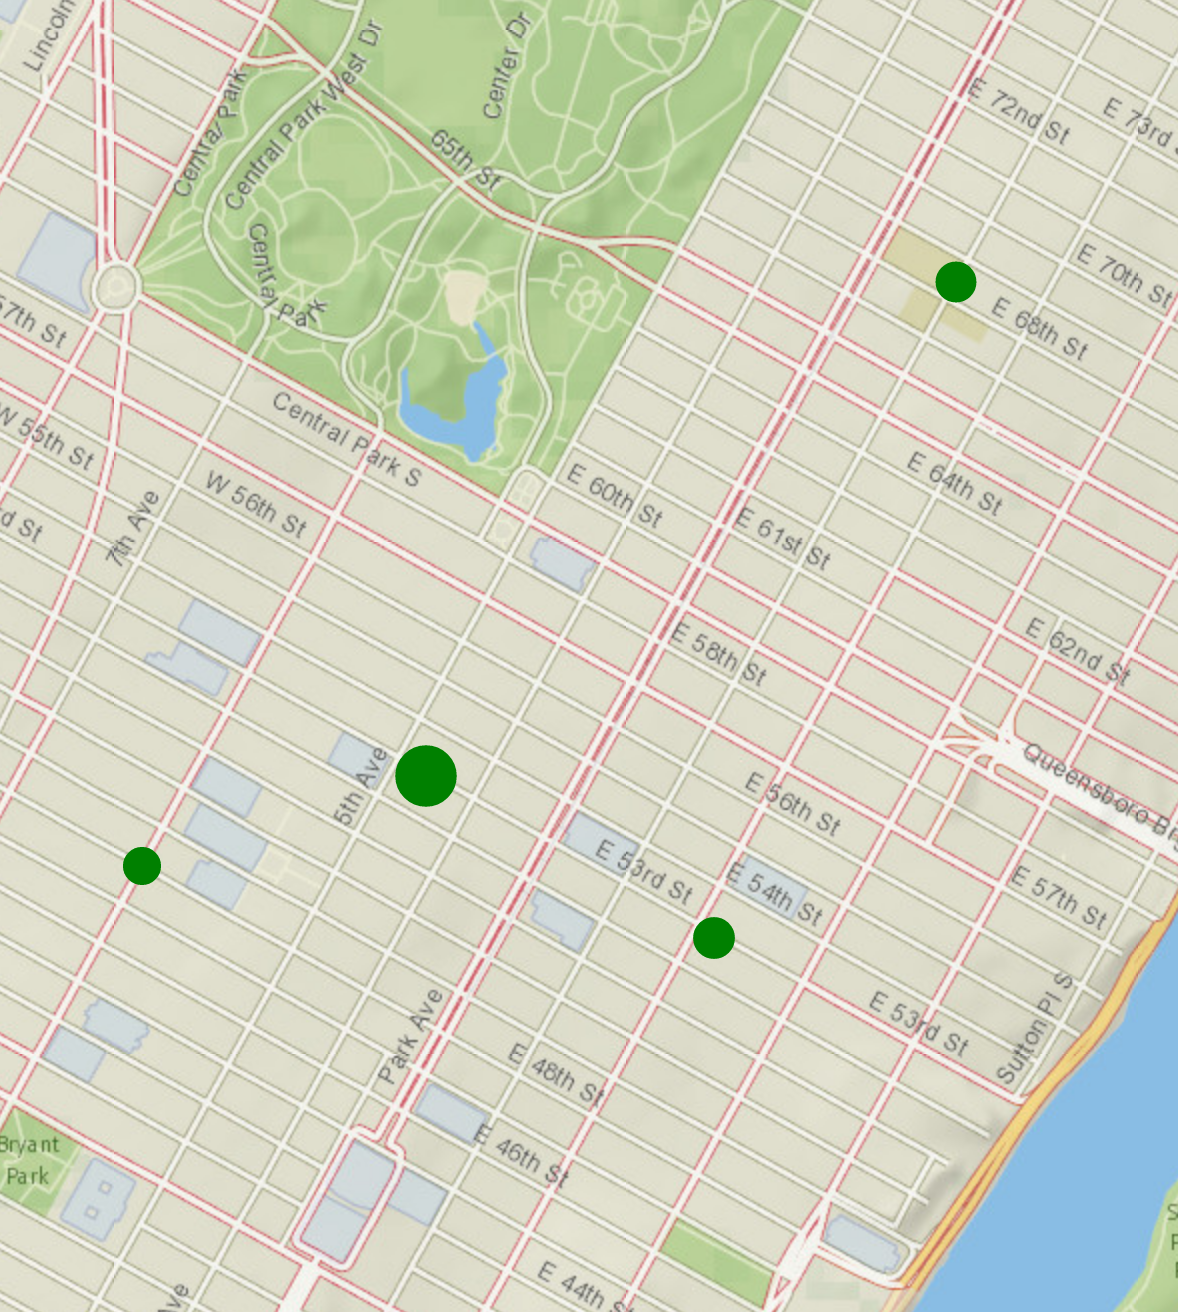 Lincoln
Central Park
Central Park West Dr
Center Dr
65th St
Central Park
E 72nd St
E 73rd S
E 70th St
E 68th St
57th St
W 55th St
Central Park S
W 56th St
7th Ave
rd St
E 60th St
E 61st St
E 64th St
E 58th St
E 62nd St
Queensboro Br
5th Ave
E 56th St
E 53rd St
E 54th St
E 57th St
Park Ave
E 53rd St
Sutton Pl S
E 48th St
E 46th St
Bryant
Park
E 44th St
Ave
S